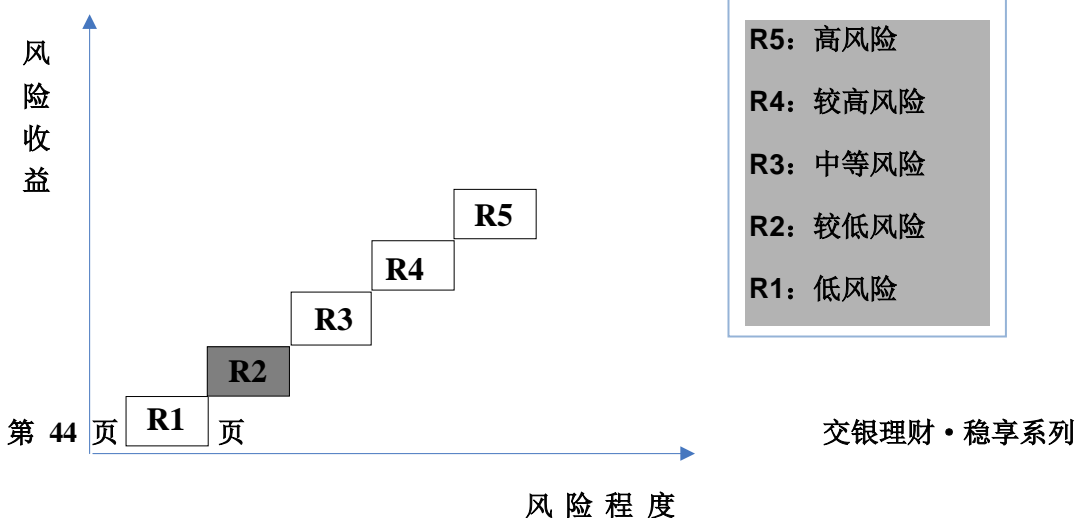 风
险
收
益
R5：高风险
R4：较高风险
R3：中等风险
R2：较低风险
R1：低风险
R5
R4
R3
R2
R1
第 44 页 页
交银理财·稳享系列
风 险 程 度